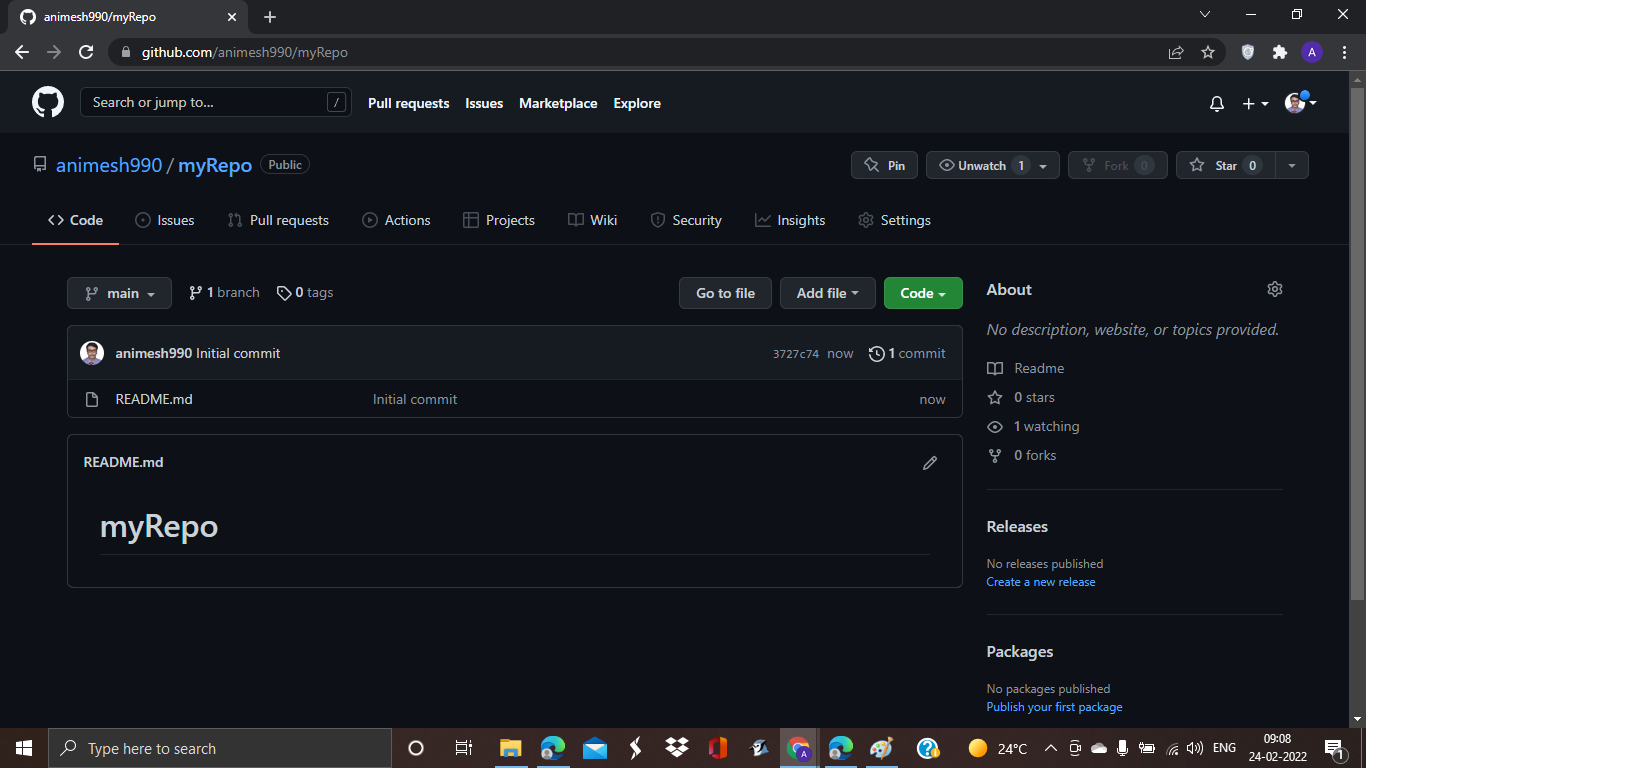 animesh990/myRepo
github.com/animesh990/myRepo
A
Search or jump to...
/
Pull requests
Issues
Marketplace
Explore
animesh990 / myRepo
Public
Pin
Unwatch 1
Fork 0
Star 0
Code
Issues
Pull requests
Actions
Projects
Wiki
Security
Insights
Settings
main
1 branch
0 tags
Go to file
Add file
Code
animesh990 Initial commit
3727c74 now
1 commit
README.md
Initial commit
now
README.md
myRepo
About
No description, website, or topics provided.
Readme
0 stars
1 watching
0 forks
Releases
No releases published
Create a new release
Packages
No packages published
Publish your first package
Type here to search
A
24°C
ENG
09:08
24-02-2022
1